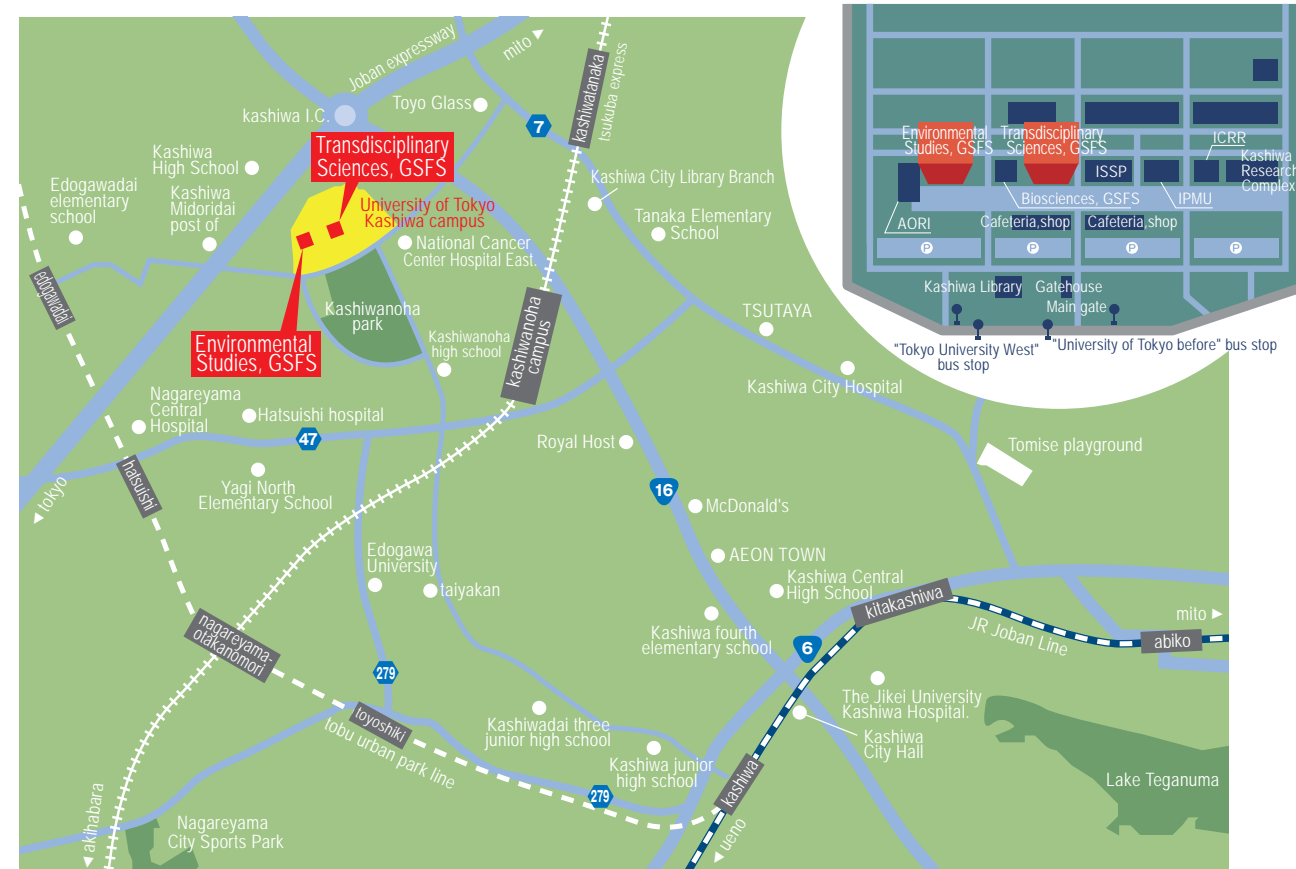 Joban expressway
mito
kashiwa I.C.
Toyo Glass
7
kashiwatanaka
tsukuba express
Transdisciplinary
Sciences, GSFS
Kashiwa
High School
Edogawadai
elementary
school
Kashiwa
Midoridai
post of
University of Tokyo
Kashiwa campus
Kashiwa City Library Branch
Tanaka Elementary
School
National Cancer
Center Hospital East.
edogawadai
Kashiwanoha
park
Environmental
Studies, GSFS
Kashiwanoha
high school
kashiwanoha
campus
TSUTAYA
Kashiwa City Hospital
Nagareyama
Central
Hospital
Hatsuishi hospital
47
Royal Host
Tomise playground
hatsuishi
tokyo
Yagi North
Elementary School
16
McDonald's
Edogawa
University
taiyakan
AEON TOWN
Kashiwa Central
High School
kitakashiwa
mito
JR Joban Line
abiko
nagareyama-
otakanomori
Kashiwa fourth
elementary school
6
279
The Jikei University
Kashiwa Hospital.
toyoshiki
tobu urban park line
Kashiwadai three
junior high school
Kashiwa
City Hall
Kashiwa junior
high school
kashiwa
279
Lake Teganuma
akihabara
Nagareyama
City Sports Park
ueno
Environmental
Studies, GSFS
Transdisciplinary
Sciences, GSFS
ICRR
Kashiwa
Research
Complex
ISSP
Biosciences, GSFS
IPMU
AORI
Cafeteria,shop
Cafeteria,shop
P
P
P
P
Kashiwa Library
Gatehouse
Main gate
"Tokyo University West"
bus stop
"University of Tokyo before" bus stop